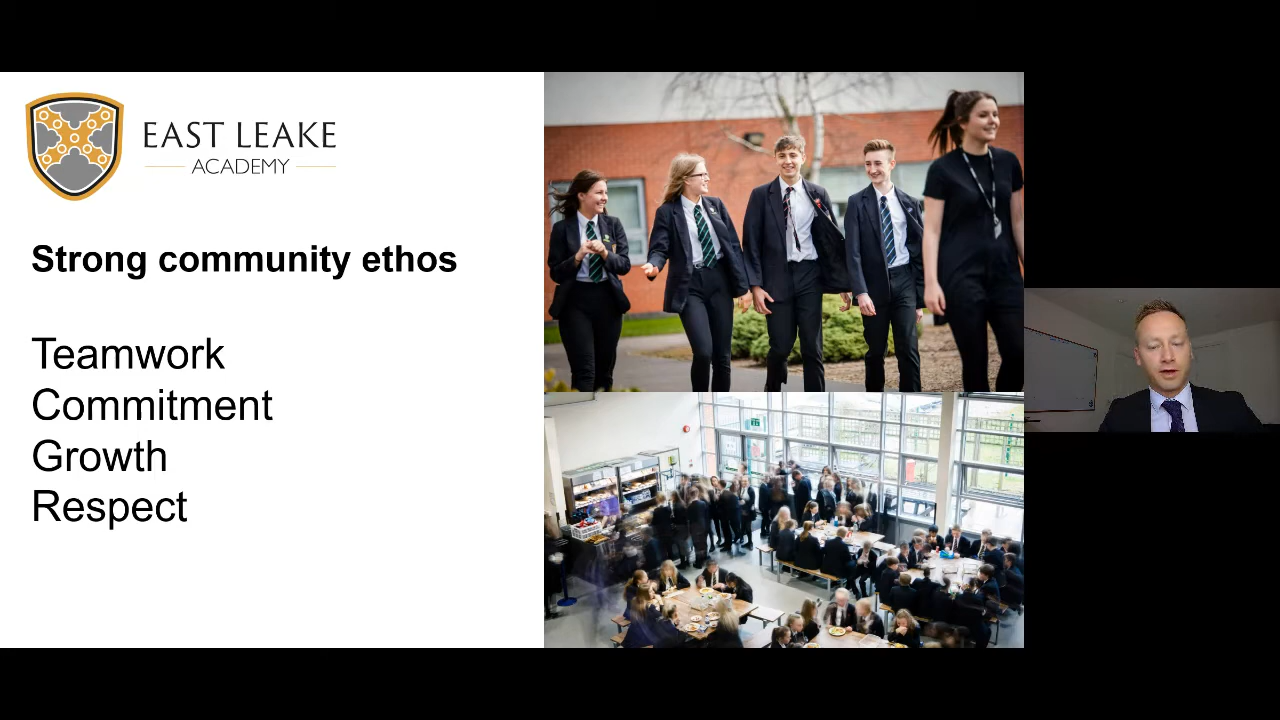 EAST LEAKE
ACADEMY
Strong community ethos
Teamwork
Commitment
Growth
Respect